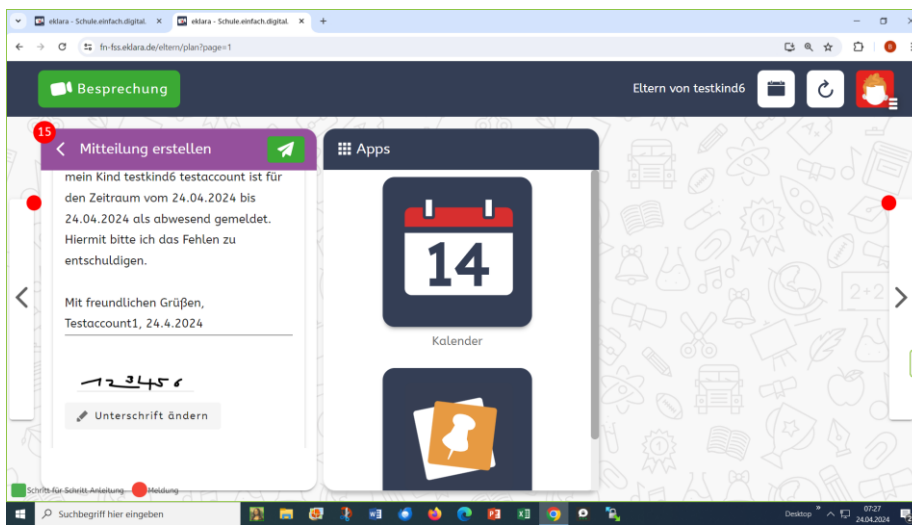 eklara - Schule.einfach.digital.
eklara - Schule.einfach.digital.
fn-fss.eklara.de/eltern/plan?page=1
Besprechung
Eltern von testkind6
15
Mitteilung erstellen
mein Kind testkind6 testaccount ist für
den Zeitraum vom 24.04.2024 bis
24.04.2024 als abwesend gemeldet.
Hiermit bitte ich das Fehlen zu
entschuldigen.
Mit freundlichen Grüßen,
Testaccount1, 24.4.2024
123456
Unterschrift ändern
Apps
14
Kalender
2+2
Schritt für Schritt Anleitung
Meldung
Suchbegriff hier eingeben
Desktop
07:27
24.04.2024